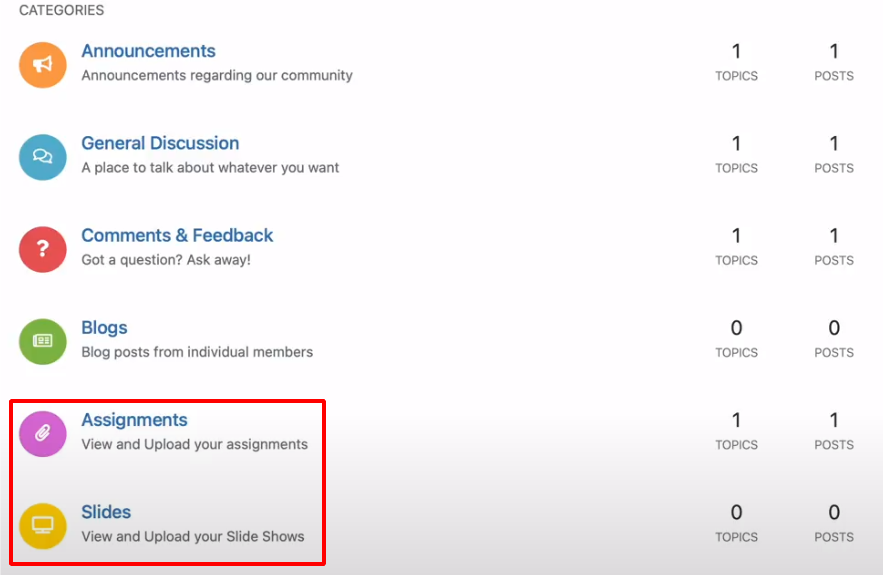 CATEGORIES
Announcements
Announcements regarding our community
1 1
TOPICS POSTS
General Discussion
A place to talk about whatever you want
1 1
TOPICS POSTS
Comments & Feedback
Got a question? Ask away!
1 1
TOPICS POSTS
Blogs
Blog posts from individual members
0 0
TOPICS POSTS
Assignments
View and Upload your assignments
1 1
TOPICS POSTS
Slides
View and Upload your Slide Shows
0 0
TOPICS POSTS